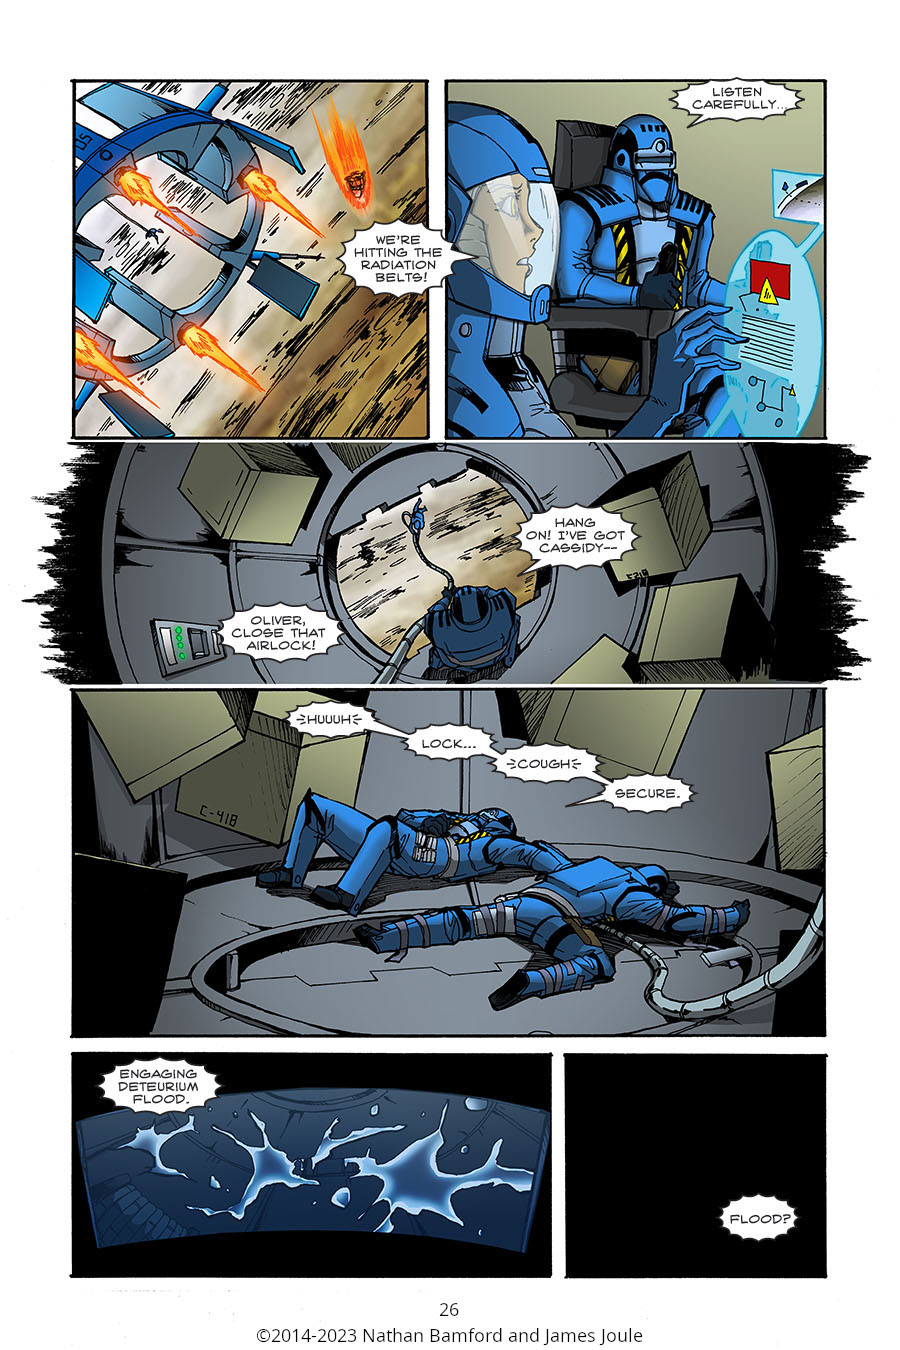 WE'RE
HITTING THE
RADIATION
BELTS!
LISTEN
CAREFULLY...
HANG
ON! I'VE GOT
CASSIDY--
C-218
OLIVER,
CLOSE THAT
AIRLOCK!
HUUUH
LOCK...
COUGH
SECURE.
C-418
ENGAGING
DETEURIUM
FLOOD.
FLOOD?
26
©2014-2023 Nathan Bamford and James Joule